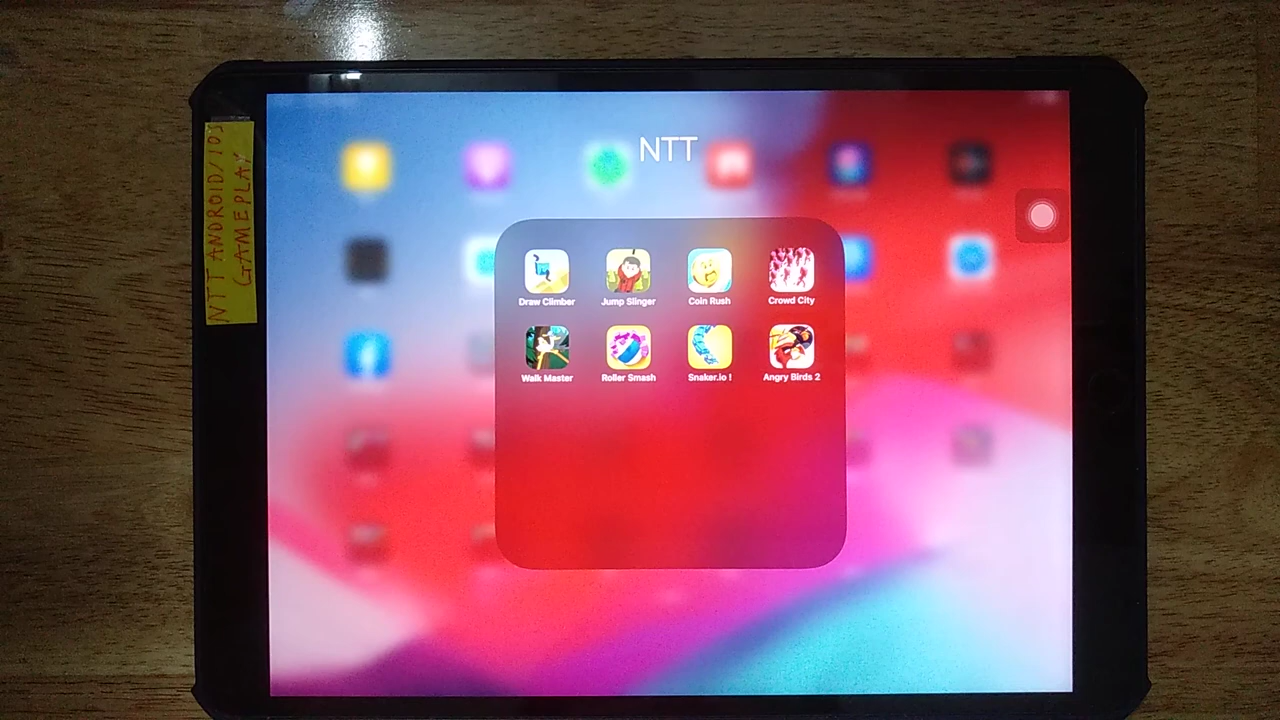 NTT ANDROID/IOS
GAMEPLAY
NTT
Draw Climber
Jump Slinger
Coin Rush
Crowd City
Walk Master
Roller Smash
Snaker.io !
Angry Birds 2